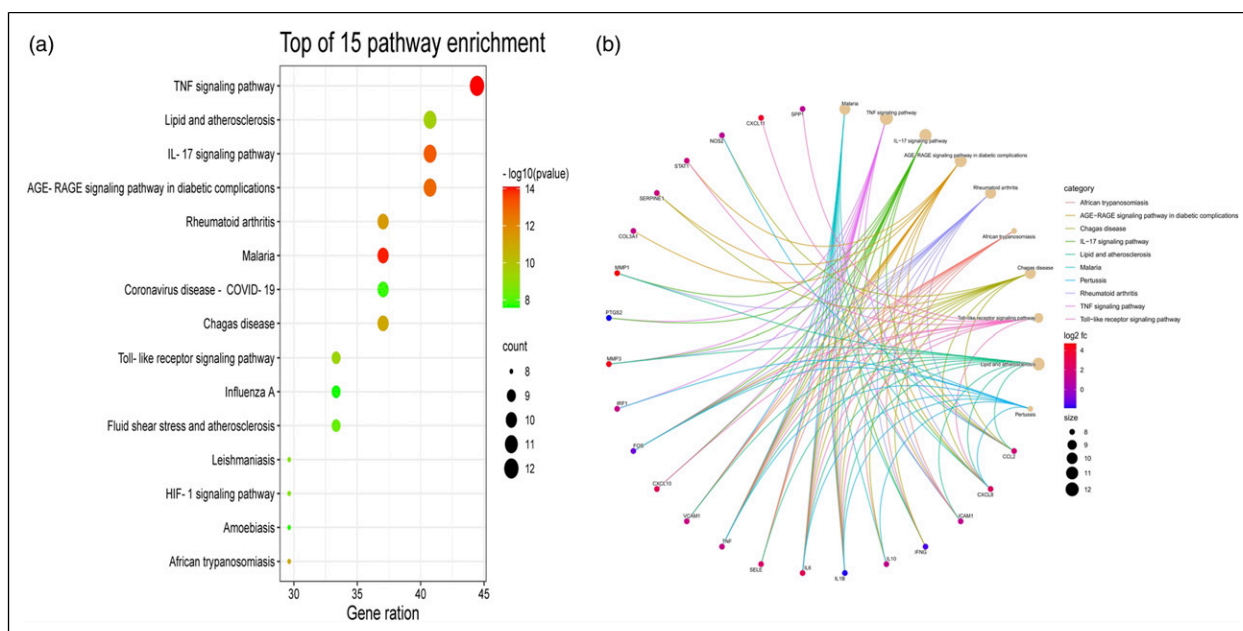 (a)
Top of 15 pathway enrichment
TNF signaling pathway
Lipid and atherosclerosis
IL- 17 signaling pathway
AGE- RAGE signaling pathway in diabetic complications
Rheumatoid arthritis
Malaria
Coronavirus disease - COVID- 19
Chagas disease
Toll- like receptor signaling pathway
Influenza A
Fluid shear stress and atherosclerosis
Leishmaniasis
HIF- 1 signaling pathway
Amoebiasis
African trypanosomiasis
30 35 40 45
Gene ration
- log10(pvalue)
14
12
10
8
count
8
9
10
11
12
(b)
Malaria
TNF signaling pathway
IL-17 signaling pathway
AGE-RAGE signaling pathway in diabetic complications
Rheumatoid arthritis
African trypanosomiasis
Chagas disease
Toll-like receptor signaling pathway
Lipid and atherosclerosis
Pertussis
CCL2
CXCL8
ICAM1
IFNG
IL10
IL1B
IL6
SELE
TNF
VCAM1
CXCL10
FOS
IRF1
MMP3
PTGS2
MMP1
COL3A1
SERPINE1
STAT1
NOS2
CXCL11
SPP1
category
African trypanosomiasis
AGE-RAGE signaling pathway in diabetic complications
Chagas disease
IL-17 signaling pathway
Lipid and atherosclerosis
Malaria
Pertussis
Rheumatoid arthritis
TNF signaling pathway
Toll-like receptor signaling pathway
log2 fc
4
2
0
size
8
9
10
11
12